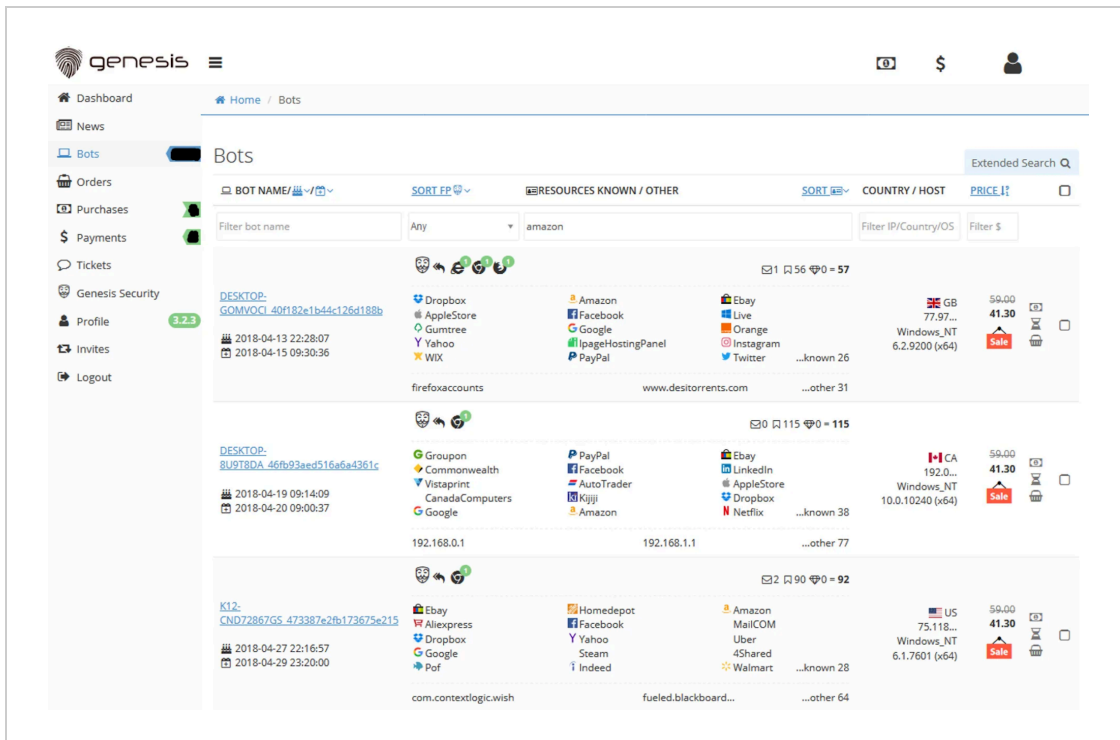 genesis
Dashboard
News
Bots
Orders
Purchases
Payments
Tickets
Genesis Security
Profile 3.2.3
Invites
Logout
Home / Bots
Bots
Extended Search
BOT NAME/ / SORT FP RESOURCES KNOWN / OTHER SORT COUNTRY / HOST PRICE
Filter bot name Any amazon Filter IP/Country/OS Filter $
1 1 1 1 56 0 = 57
DESKTOP-
GOMVOCI_40f182e1b44c126d188b
2018-04-13 22:28:07
2018-04-15 09:30:36
Dropbox Amazon Ebay
AppleStore Facebook Live
Gumtree Google Orange
Yahoo IpageHostingPanel Instagram
WIX PayPal Twitter ...known 26
firefoxaccounts www.desitorrents.com ...other 31
GB
77.97...
Windows_NT
6.2.9200 (x64)
59.00
41.30
Sale
1 0 115 0 = 115
DESKTOP-
8U9T8DA_46fb93aed516a6a4361c
2018-04-19 09:14:09
2018-04-20 09:00:37
Groupon PayPal Ebay
Commonwealth Facebook LinkedIn
Vistaprint AutoTrader AppleStore
CanadaComputers Kijiji Dropbox
Google Amazon Netflix ...known 38
192.168.0.1 192.168.1.1 ...other 77
CA
192.0...
Windows_NT
10.0.10240 (x64)
59.00
41.30
Sale
1 2 90 0 = 92
K12-
CND72867GS_473387e2fb173675e215
2018-04-27 22:16:57
2018-04-29 23:20:00
Ebay Homedepot Amazon
Aliexpress Facebook MailCOM
Dropbox Yahoo Uber
Google Steam 4Shared
Pof Indeed Walmart ...known 28
com.contextlogic.wish fueled.blackboard... ...other 64
US
75.118...
Windows_NT
6.1.7601 (x64)
59.00
41.30
Sale